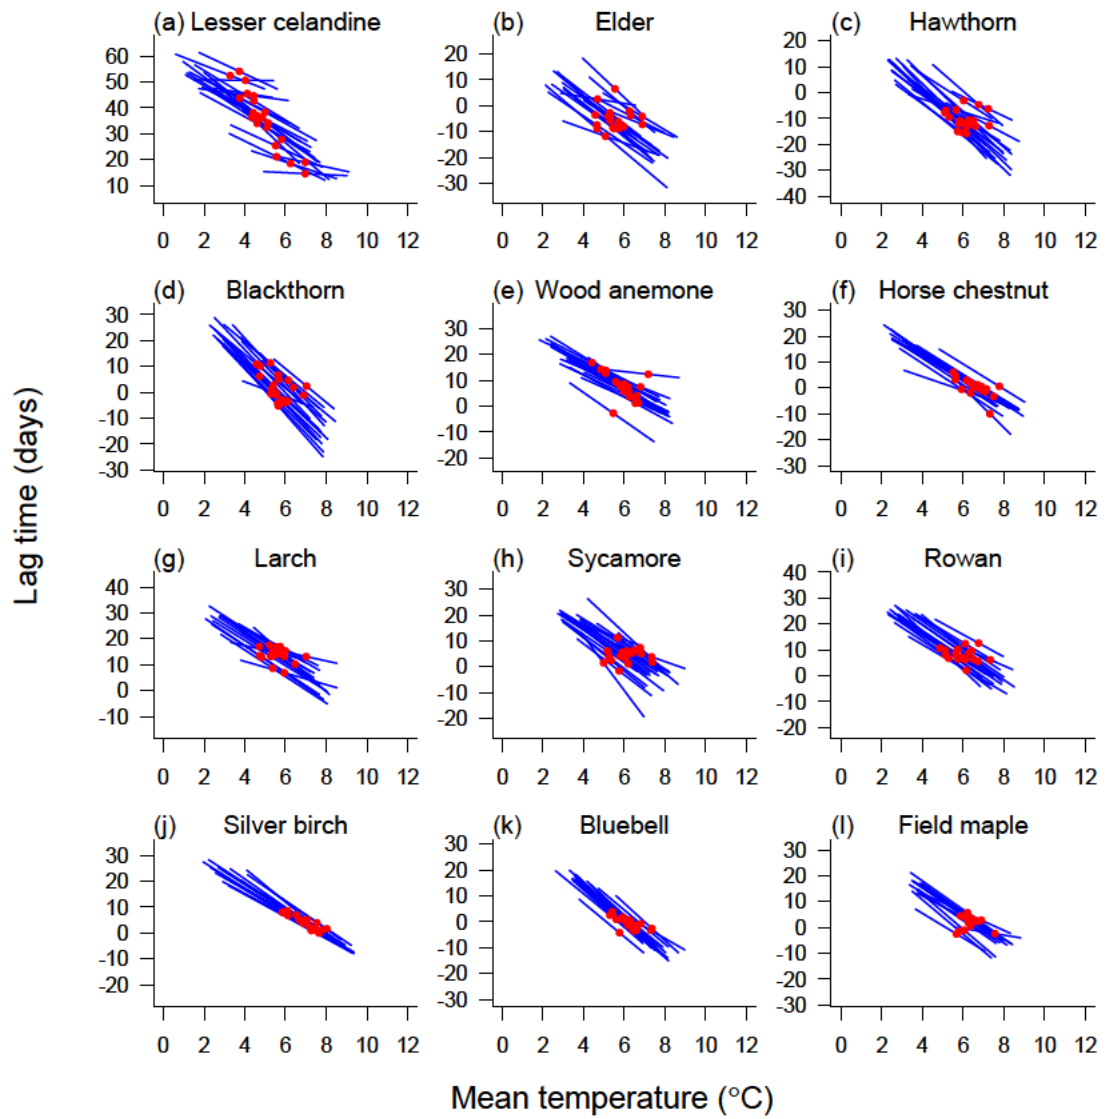 (a) Lesser celandine
(b) Elder
(c) Hawthorn
60
50
40
30
20
10
0 2 4 6 8 10 12
20
10
0
-10
-20
-30
0 2 4 6 8 10 12
20
10
0
-10
-20
-30
-40
0 2 4 6 8 10 12
(d) Blackthorn
(e) Wood anemone
(f) Horse chestnut
30
20
10
0
-10
-20
-30
0 2 4 6 8 10 12
30
20
10
0
-10
-20
0 2 4 6 8 10 12
30
20
10
0
-10
-20
-30
0 2 4 6 8 10 12
(g) Larch
(h) Sycamore
(i) Rowan
40
30
20
10
0
-10
0 2 4 6 8 10 12
30
20
10
0
-10
-20
0 2 4 6 8 10 12
40
30
20
10
0
-10
-20
0 2 4 6 8 10 12
(j) Silver birch
(k) Bluebell
(l) Field maple
30
20
10
0
-20
0 2 4 6 8 10 12
30
20
10
0
-10
-20
-30
0 2 4 6 8 10 12
30
20
10
0
-10
-20
-30
0 2 4 6 8 10 12
Lag time (days)
Mean temperature (°C)